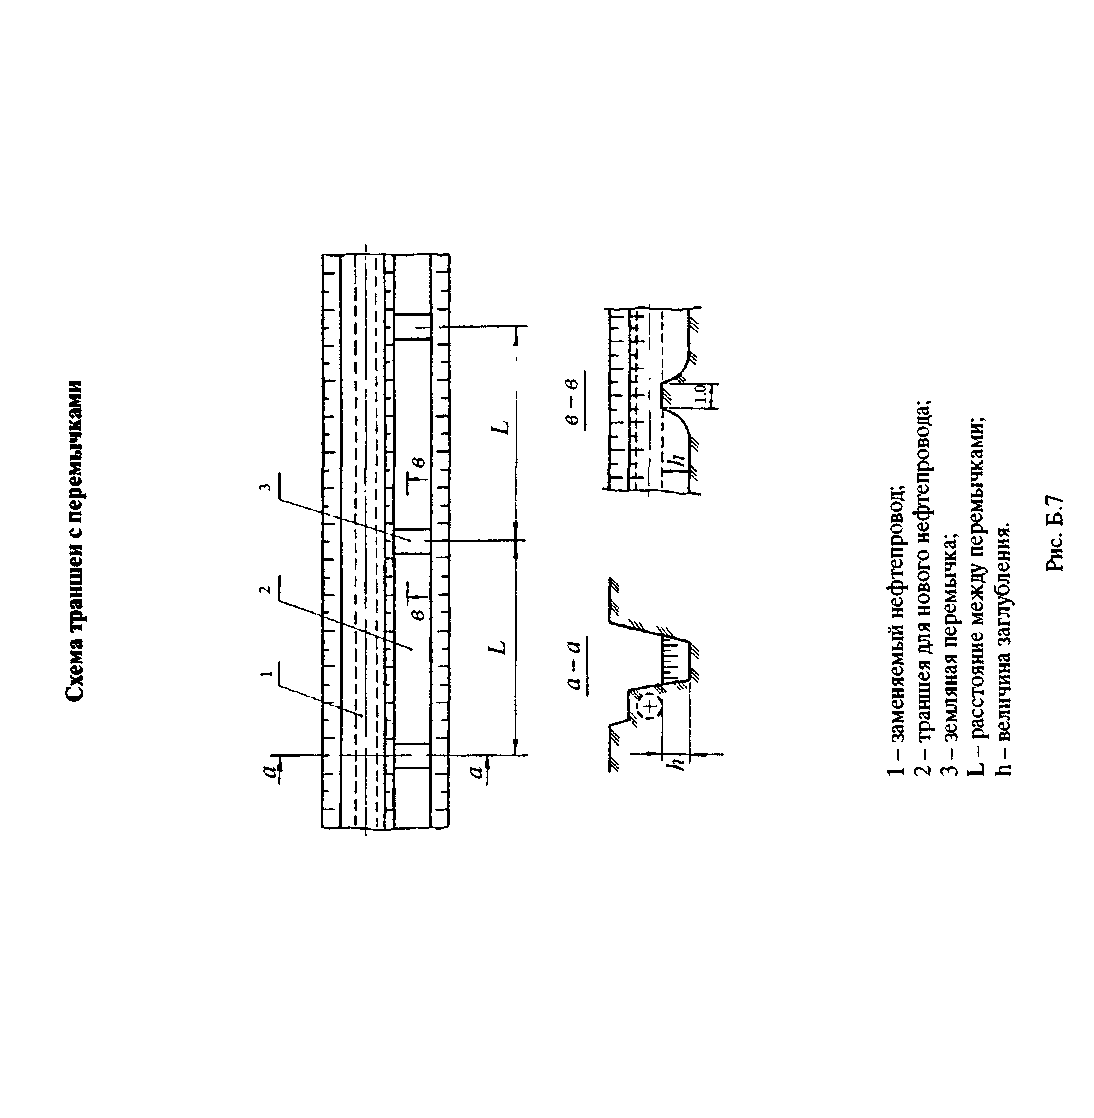 Схема траншеи с перемычками
1
2
3
a
a
в
в
L
L
a – a
в – в
h
h
1.0
1 – заменяемый нефтепровод;
2 – траншея для нового нефтепровода;
3 – земляная перемычка;
L – расстояние между перемычками;
h – величина заглубления.
Рис. Б.7